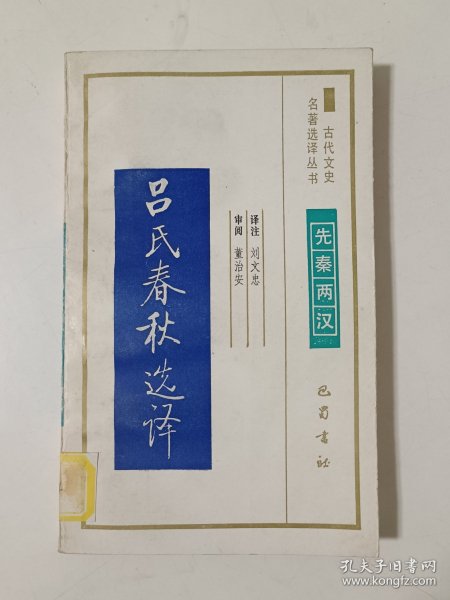 古代文史
名著选译丛书
先秦两汉
巴蜀书社
译注 刘文忠
审阅 董治安
吕氏春秋选译
孔夫子旧书网
www.kongfz.com